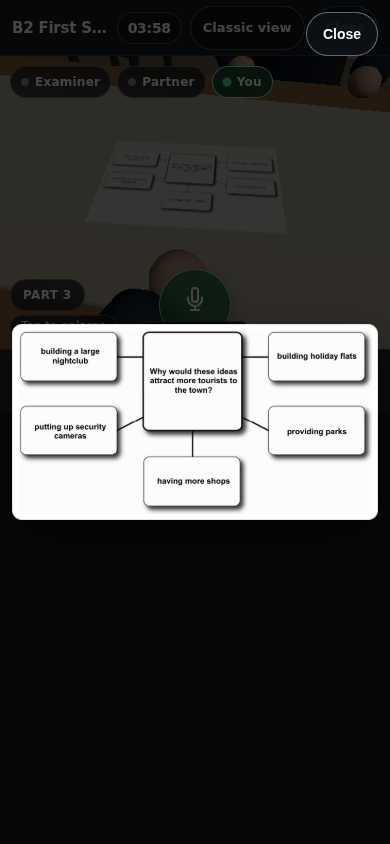 B2 First S...
03:58
Classic view
Close
Examiner
Partner
You
PART 3
building a large
nightclub
Why would these ideas
attract more tourists to
the town?
building holiday flats
putting up security
cameras
providing parks
having more shops